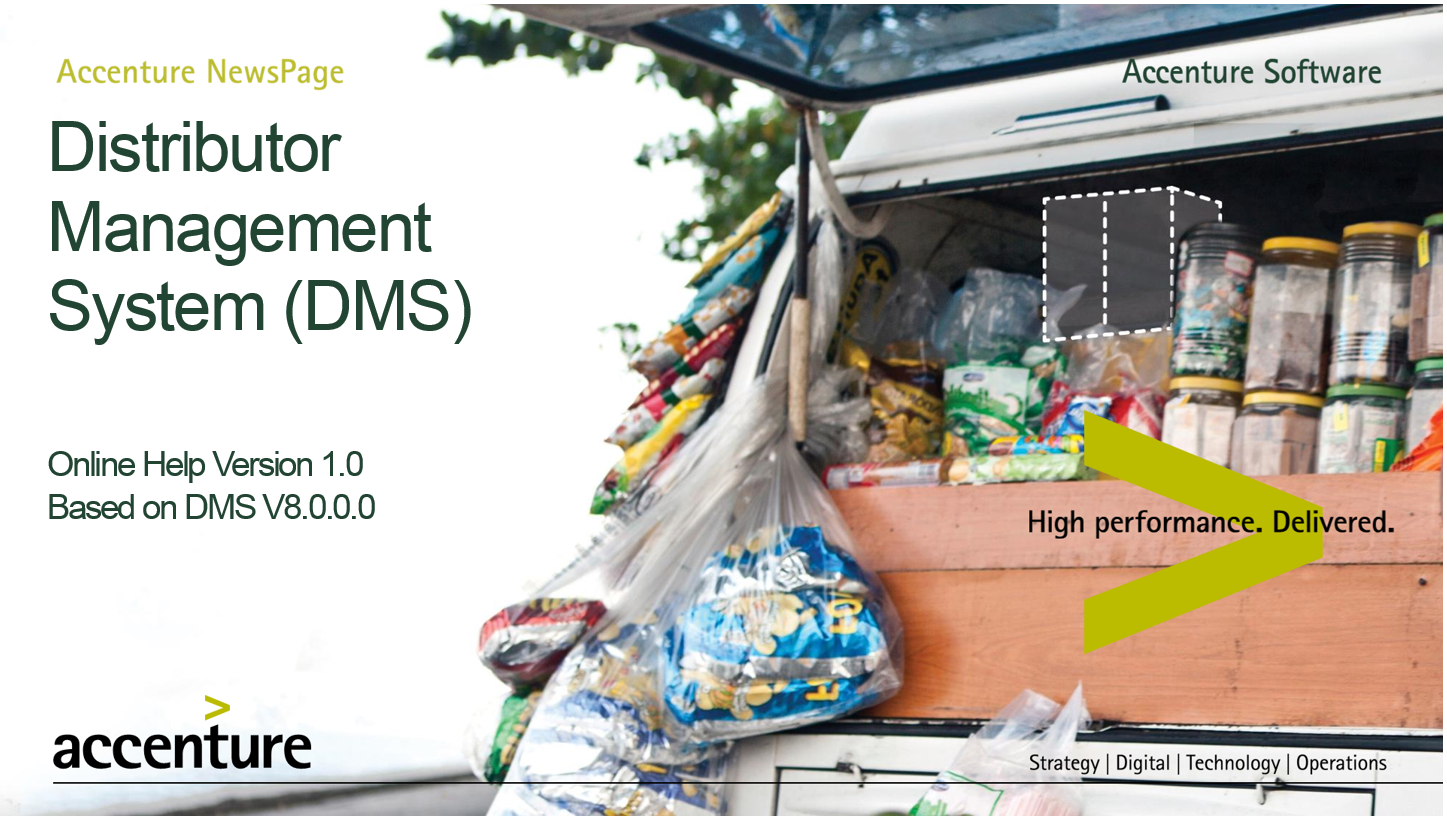 Accenture NewsPage
Accenture Software
Distributor
Management
System (DMS)
Online Help Version 1.0
Based on DMS V8.0.0.0
High performance. Delivered.
accenture
Strategy | Digital | Technology | Operations